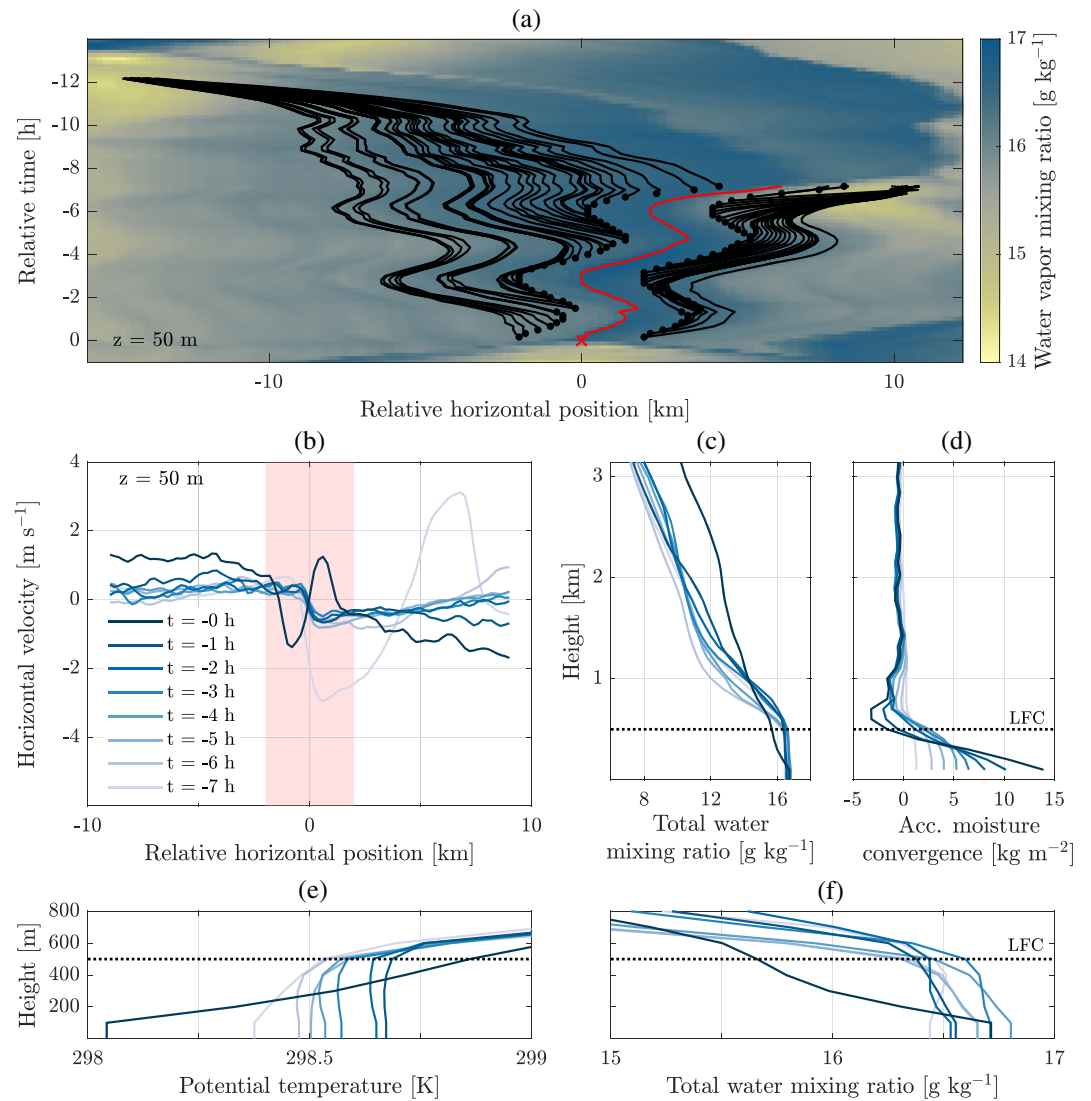 (a)
-12
-10
-8
-6
-4
-2
0
Relative time [h]
z = 50 m
-10
0
10
Relative horizontal position [km]
17
16
15
14
Water vapor mixing ratio [g kg⁻¹]
(b)
4
2
0
-2
-4
Horizontal velocity [m s⁻¹]
z = 50 m
t = -0 h
t = -1 h
t = -2 h
t = -3 h
t = -4 h
t = -5 h
t = -6 h
t = -7 h
-10
0
10
Relative horizontal position [km]
(c)
3
2
1
Height [km]
8
12
16
Total water
mixing ratio [g kg⁻¹]
(d)
LFC
-5
0
5
10
15
Acc. moisture
convergence [kg m⁻²]
(e)
800
600
400
200
Height [m]
298
298.5
299
Potential temperature [K]
(f)
LFC
15
16
17
Total water mixing ratio [g kg⁻¹]